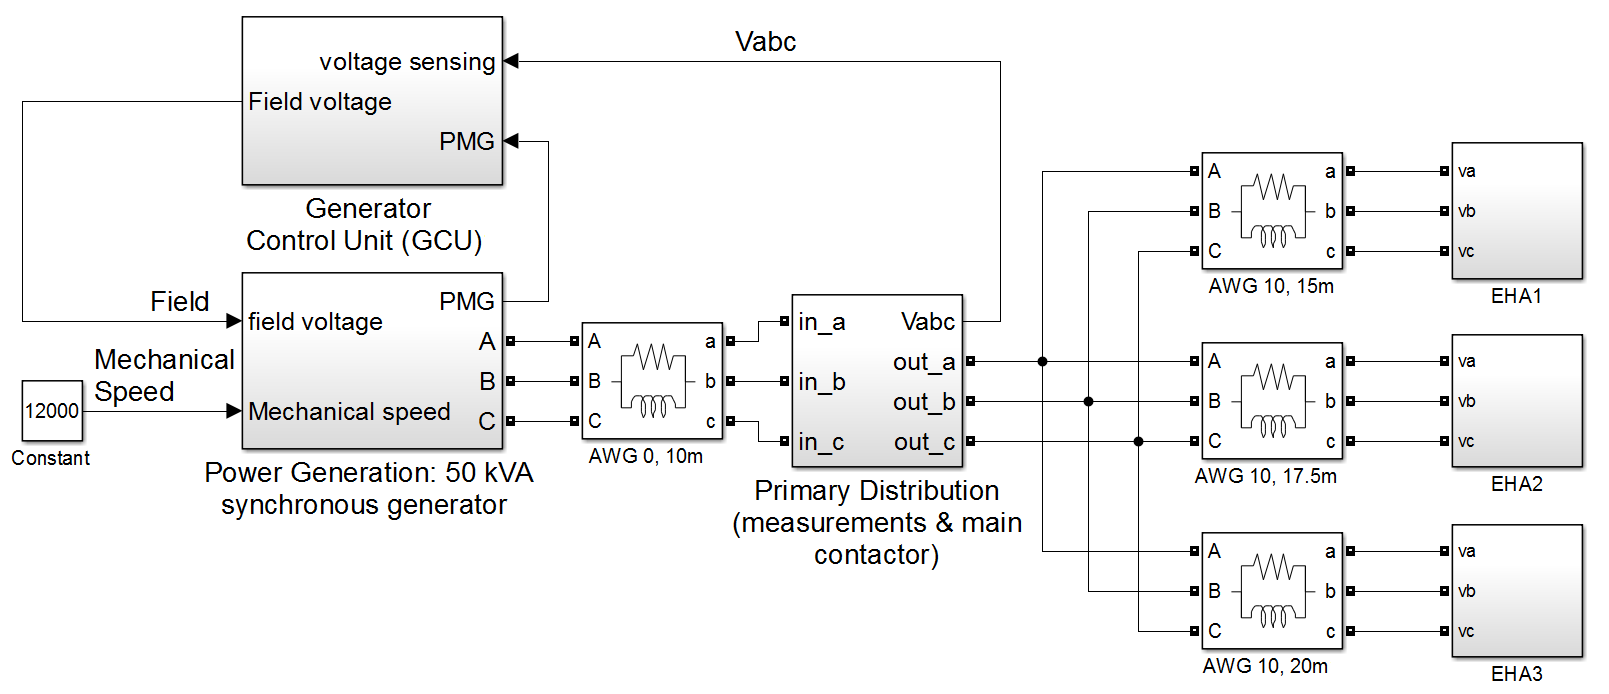 Vabc
voltage sensing
Field voltage
PMG
Generator
Control Unit (GCU)
Field
Mechanical
Speed
12000
Constant
PMG
field voltage
A
B
Mechanical speed
C
Power Generation: 50 kVA
synchronous generator
A a
B b
C c
AWG 0, 10m
in_a Vabc
out_a
in_b
out_b
in_c out_c
Primary Distribution
(measurements & main
contactor)
A a
B b
C c
AWG 10, 15m
va
vb
vc
EHA1
A a
B b
C c
AWG 10, 17.5m
va
vb
vc
EHA2
A a
B b
C c
AWG 10, 20m
va
vb
vc
EHA3